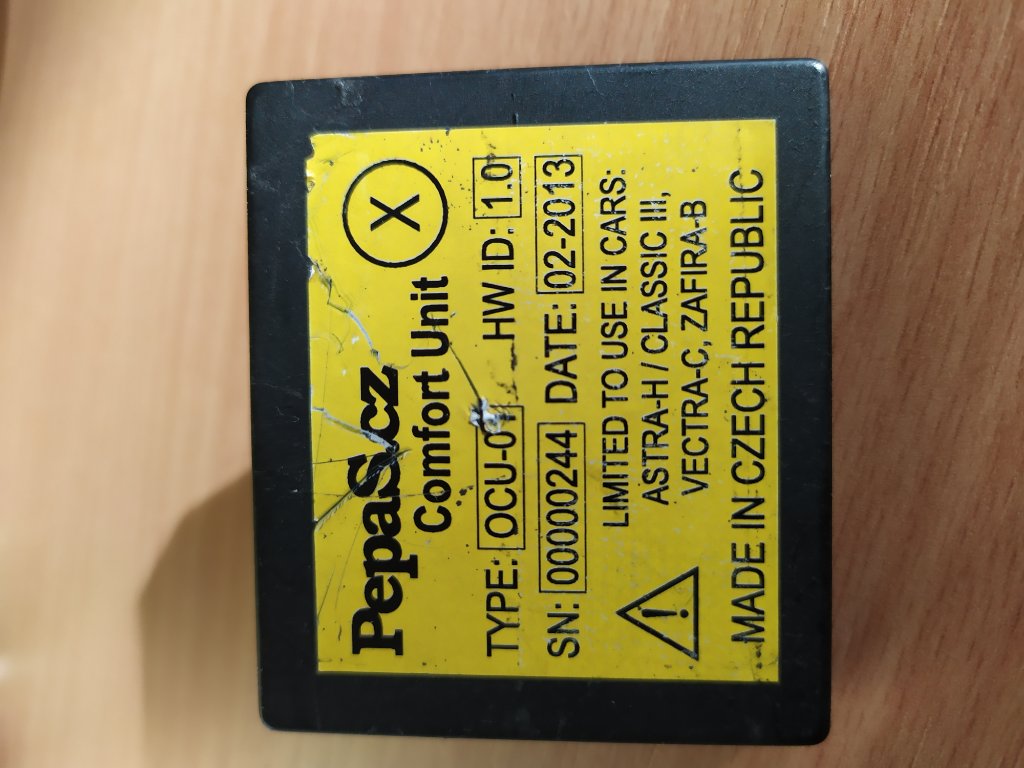 PepaScz
Comfort Unit
X
TYPE: OCU-01 HW ID: 1.0
SN: 00000244 DATE: 02-2013
LIMITED TO USE IN CARS:
ASTRA-H / CLASSIC III,
VECTRA-C, ZAFIRA-B
MADE IN CZECH REPUBLIC